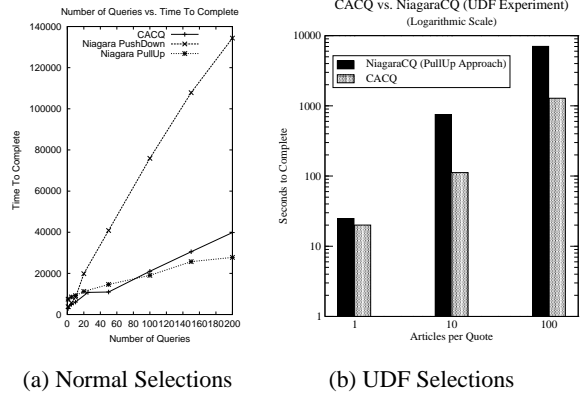 Number of Queries vs. Time To Complete
CACQ
Niagara PushDown
Niagara PullUp
Time To Complete
140000
120000
100000
80000
60000
40000
20000
0
0 20 40 60 80 100 120 140 160 180 200
Number of Queries
(a) Normal Selections
CACQ vs. NiagaraCQ (UDF Experiment)
(Logarithmic Scale)
NiagaraCQ (PullUp Approach)
CACQ
Seconds to Complete
10000
1000
100
10
1
1 10 100
Articles per Quote
(b) UDF Selections